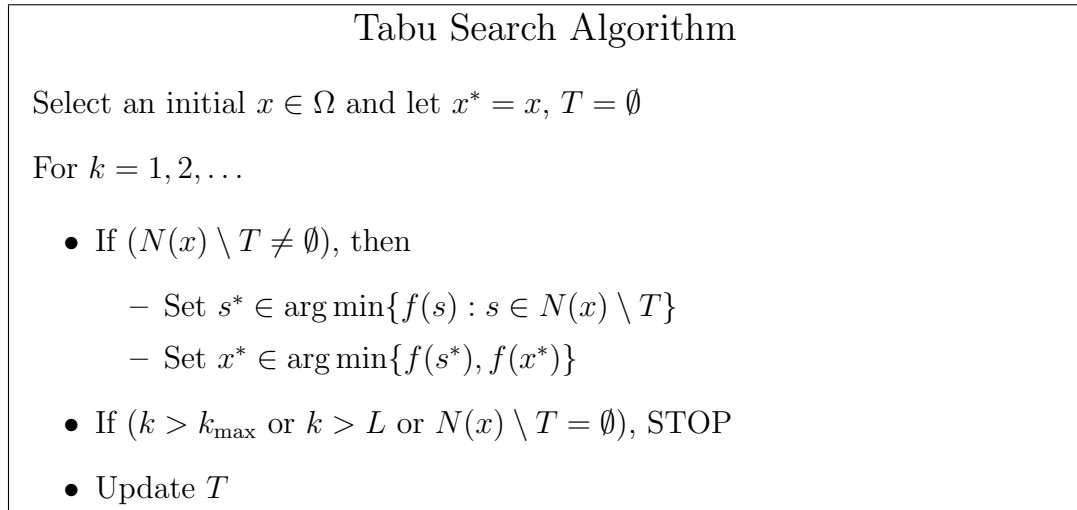 Tabu Search Algorithm
Select an initial x ∈ Ω and let x* = x, T = ∅
For k = 1, 2, …
• If (N(x) \ T ≠ ∅), then
– Set s* ∈ arg min{f(s) : s ∈ N(x) \ T}
– Set x* ∈ arg min{f(s*), f(x*)}
• If (k > k_max or k > L or N(x) \ T = ∅), STOP
• Update T